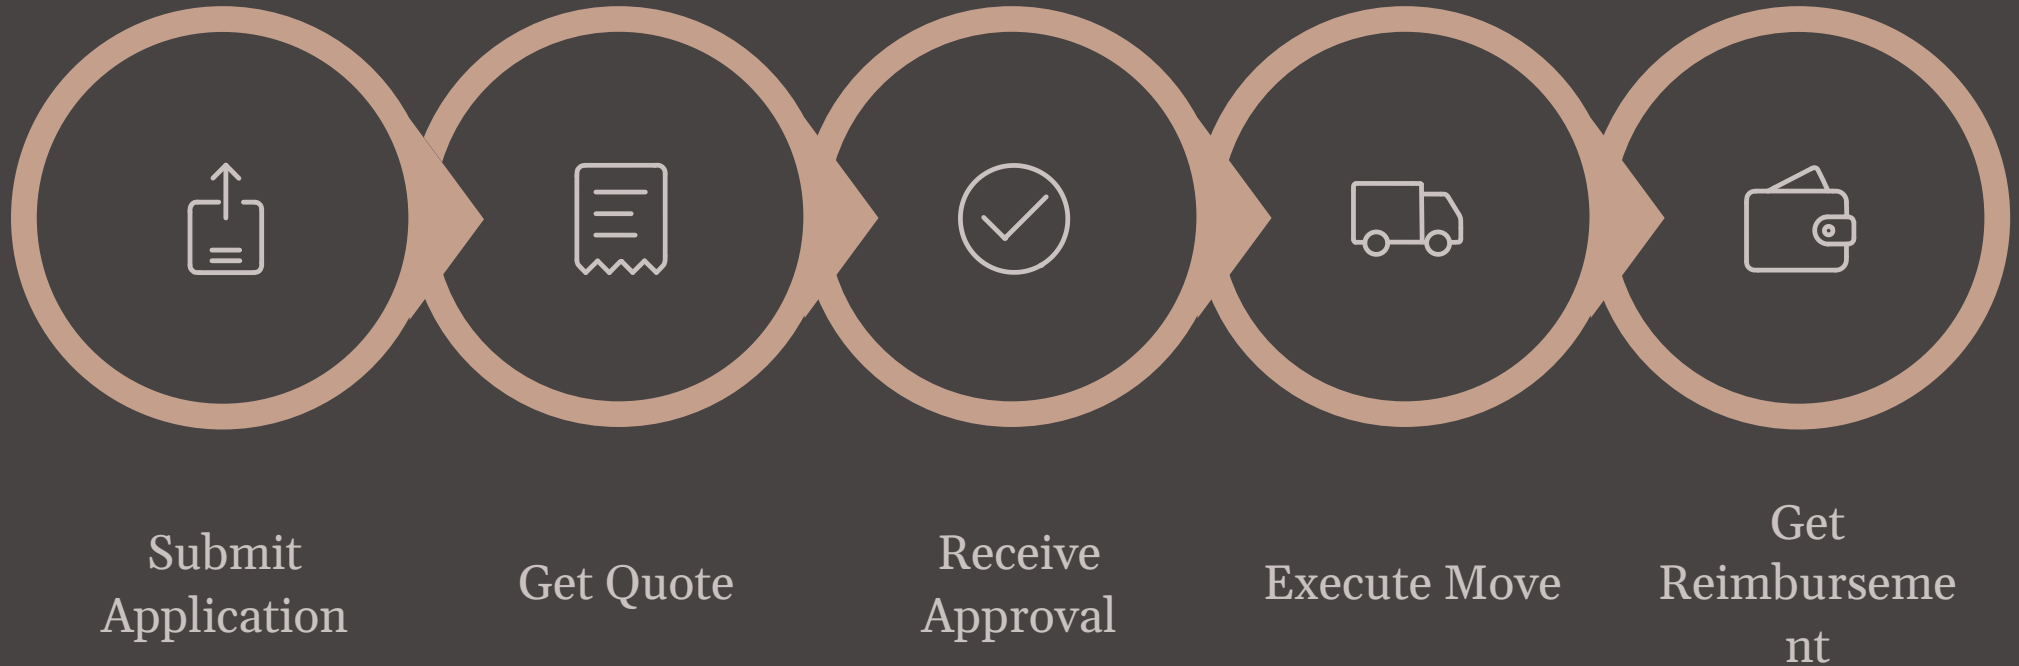 Submit
Application
Get Quote
Receive
Approval
Execute Move
Get
Reimburseme
nt